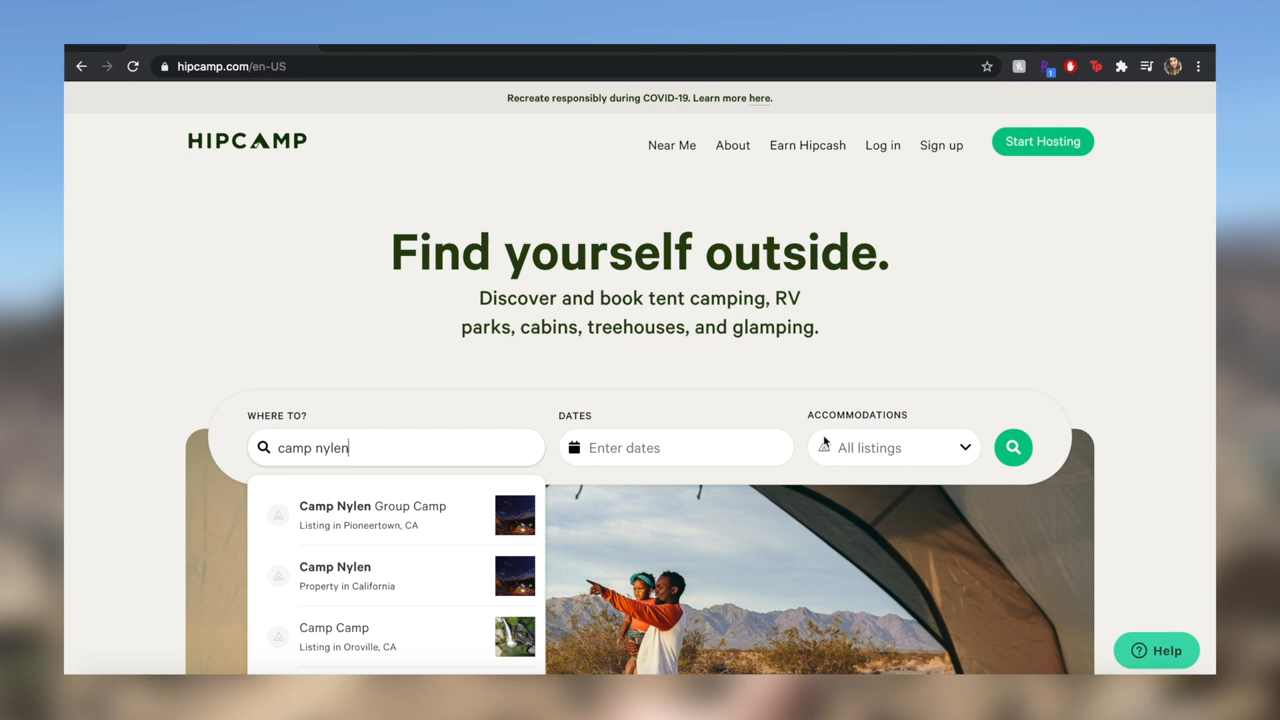 hipcamp.com/en-US
1
Tp
Recreate responsibly during COVID-19. Learn more here.
HIPCAMP
Near Me
About
Earn Hipcash
Log in
Sign up
Start Hosting
Find yourself outside.
Discover and book tent camping, RV
parks, cabins, treehouses, and glamping.
WHERE TO?
DATES
ACCOMMODATIONS
camp nylen
Enter dates
All listings
Camp Nylen Group Camp
Listing in Pioneertown, CA
Camp Nylen
Property in California
Camp Camp
Listing in Oroville, CA
? Help